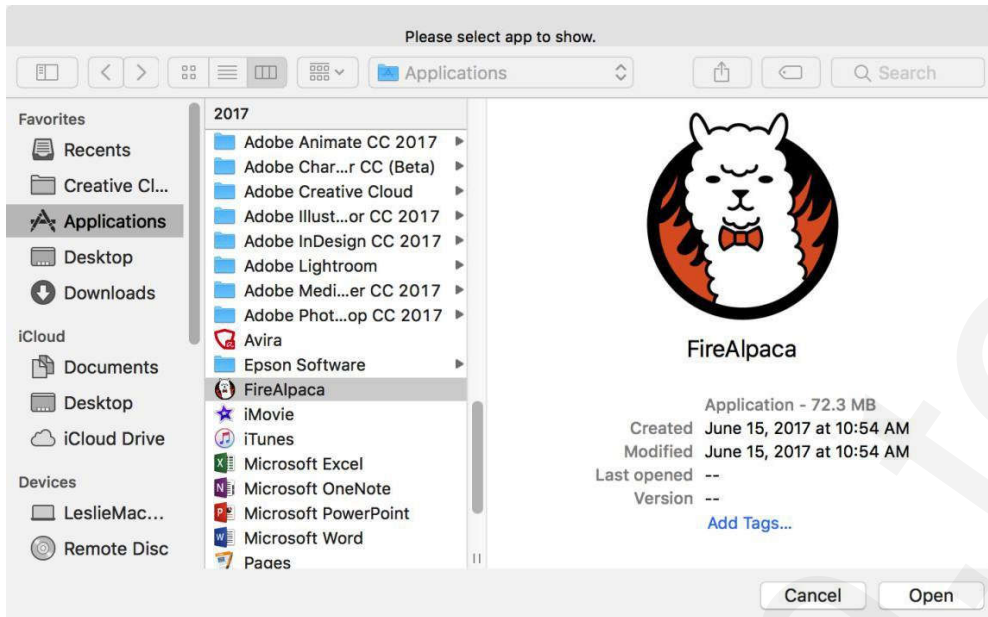 Please select app to show.
Applications
Search
Favorites
Recents
Creative Cl...
Applications
Desktop
Downloads
iCloud
Documents
Desktop
iCloud Drive
Devices
LeslieMac...
Remote Disc
2017
Adobe Animate CC 2017
Adobe Char...r CC (Beta)
Adobe Creative Cloud
Adobe Illust...or CC 2017
Adobe InDesign CC 2017
Adobe Lightroom
Adobe Medi...er CC 2017
Adobe Phot...op CC 2017
Avira
Epson Software
FireAlpaca
iMovie
iTunes
Microsoft Excel
Microsoft OneNote
Microsoft PowerPoint
Microsoft Word
Pages
FireAlpaca
Application - 72.3 MB
Created June 15, 2017 at 10:54 AM
Modified June 15, 2017 at 10:54 AM
Last opened --
Version --
Add Tags...
Cancel
Open